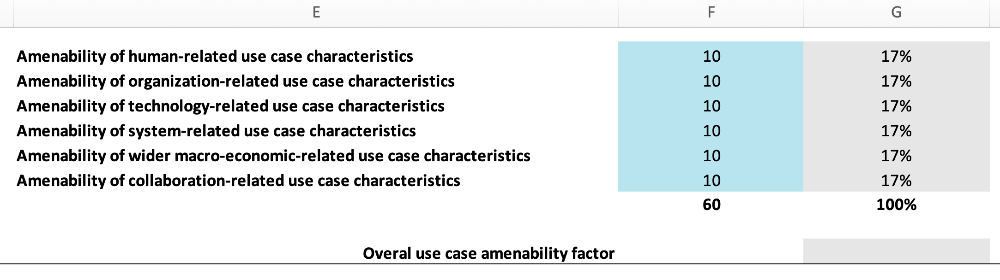 E F G
Amenability of human-related use case characteristics 10 17%
Amenability of organization-related use case characteristics 10 17%
Amenability of technology-related use case characteristics 10 17%
Amenability of system-related use case characteristics 10 17%
Amenability of wider macro-economic-related use case characteristics 10 17%
Amenability of collaboration-related use case characteristics 10 17%
60 100%
Overal use case amenability factor